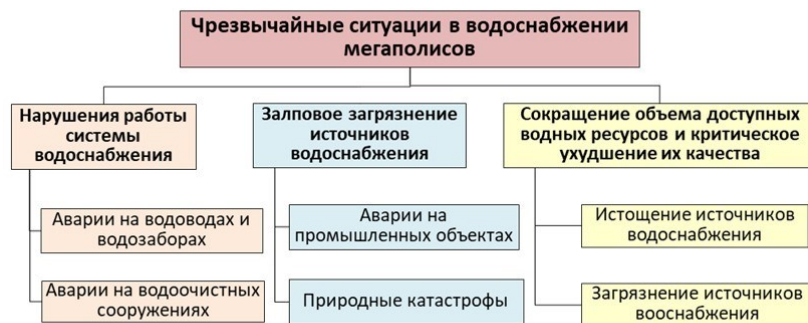 Чрезвычайные ситуации в водоснабжении
мегаполисов
Нарушения работы
системы
водоснабжения
Залповое загрязнение
источников
водоснабжения
Сокращение объема доступных
водных ресурсов и критическое
ухудшение их качества
Аварии на водоводах и
водозаборах
Аварии на
промышленных объектах
Истощение источников
водоснабжения
Аварии на водоочистных
сооружениях
Природные катастрофы
Загрязнение источников
вооснабжения